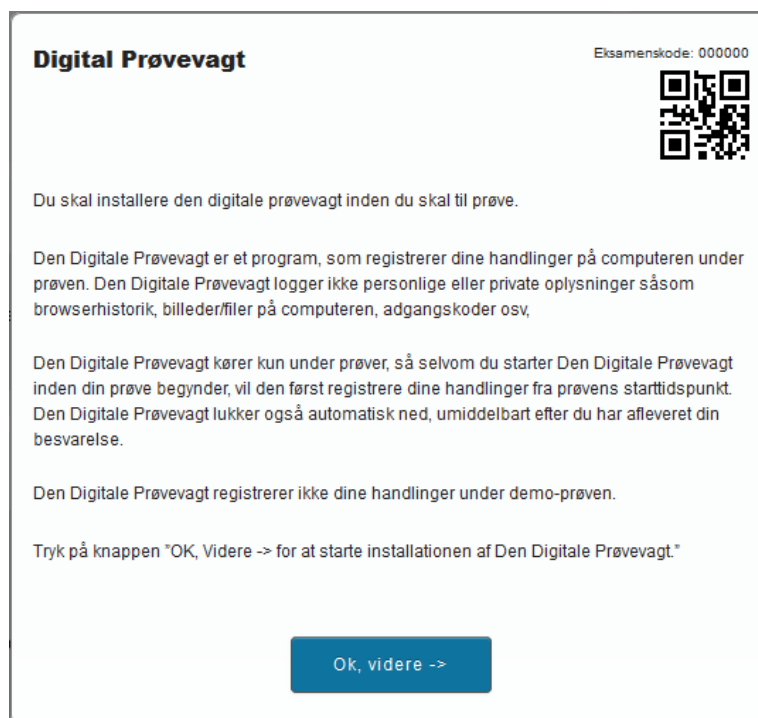 Digital Prøvevagt
Eksamenskode: 000000
Du skal installere den digitale prøvevagt inden du skal til prøve.
Den Digitale Prøvevagt er et program, som registrerer dine handlinger på computeren under
prøven. Den Digitale Prøvevagt logger ikke personlige eller private oplysninger såsom
browserhistorik, billeder/filer på computeren, adgangskoder osv,
Den Digitale Prøvevagt kører kun under prøver, så selvom du starter Den Digitale Prøvevagt
inden din prøve begynder, vil den først registrere dine handlinger fra prøvens starttidspunkt.
Den Digitale Prøvevagt lukker også automatisk ned, umiddelbart efter du har afleveret din
besvarelse.
Den Digitale Prøvevagt registrerer ikke dine handlinger under demo-prøven.
Tryk på knappen "OK, Videre -> for at starte installationen af Den Digitale Prøvevagt."
Ok, videre ->